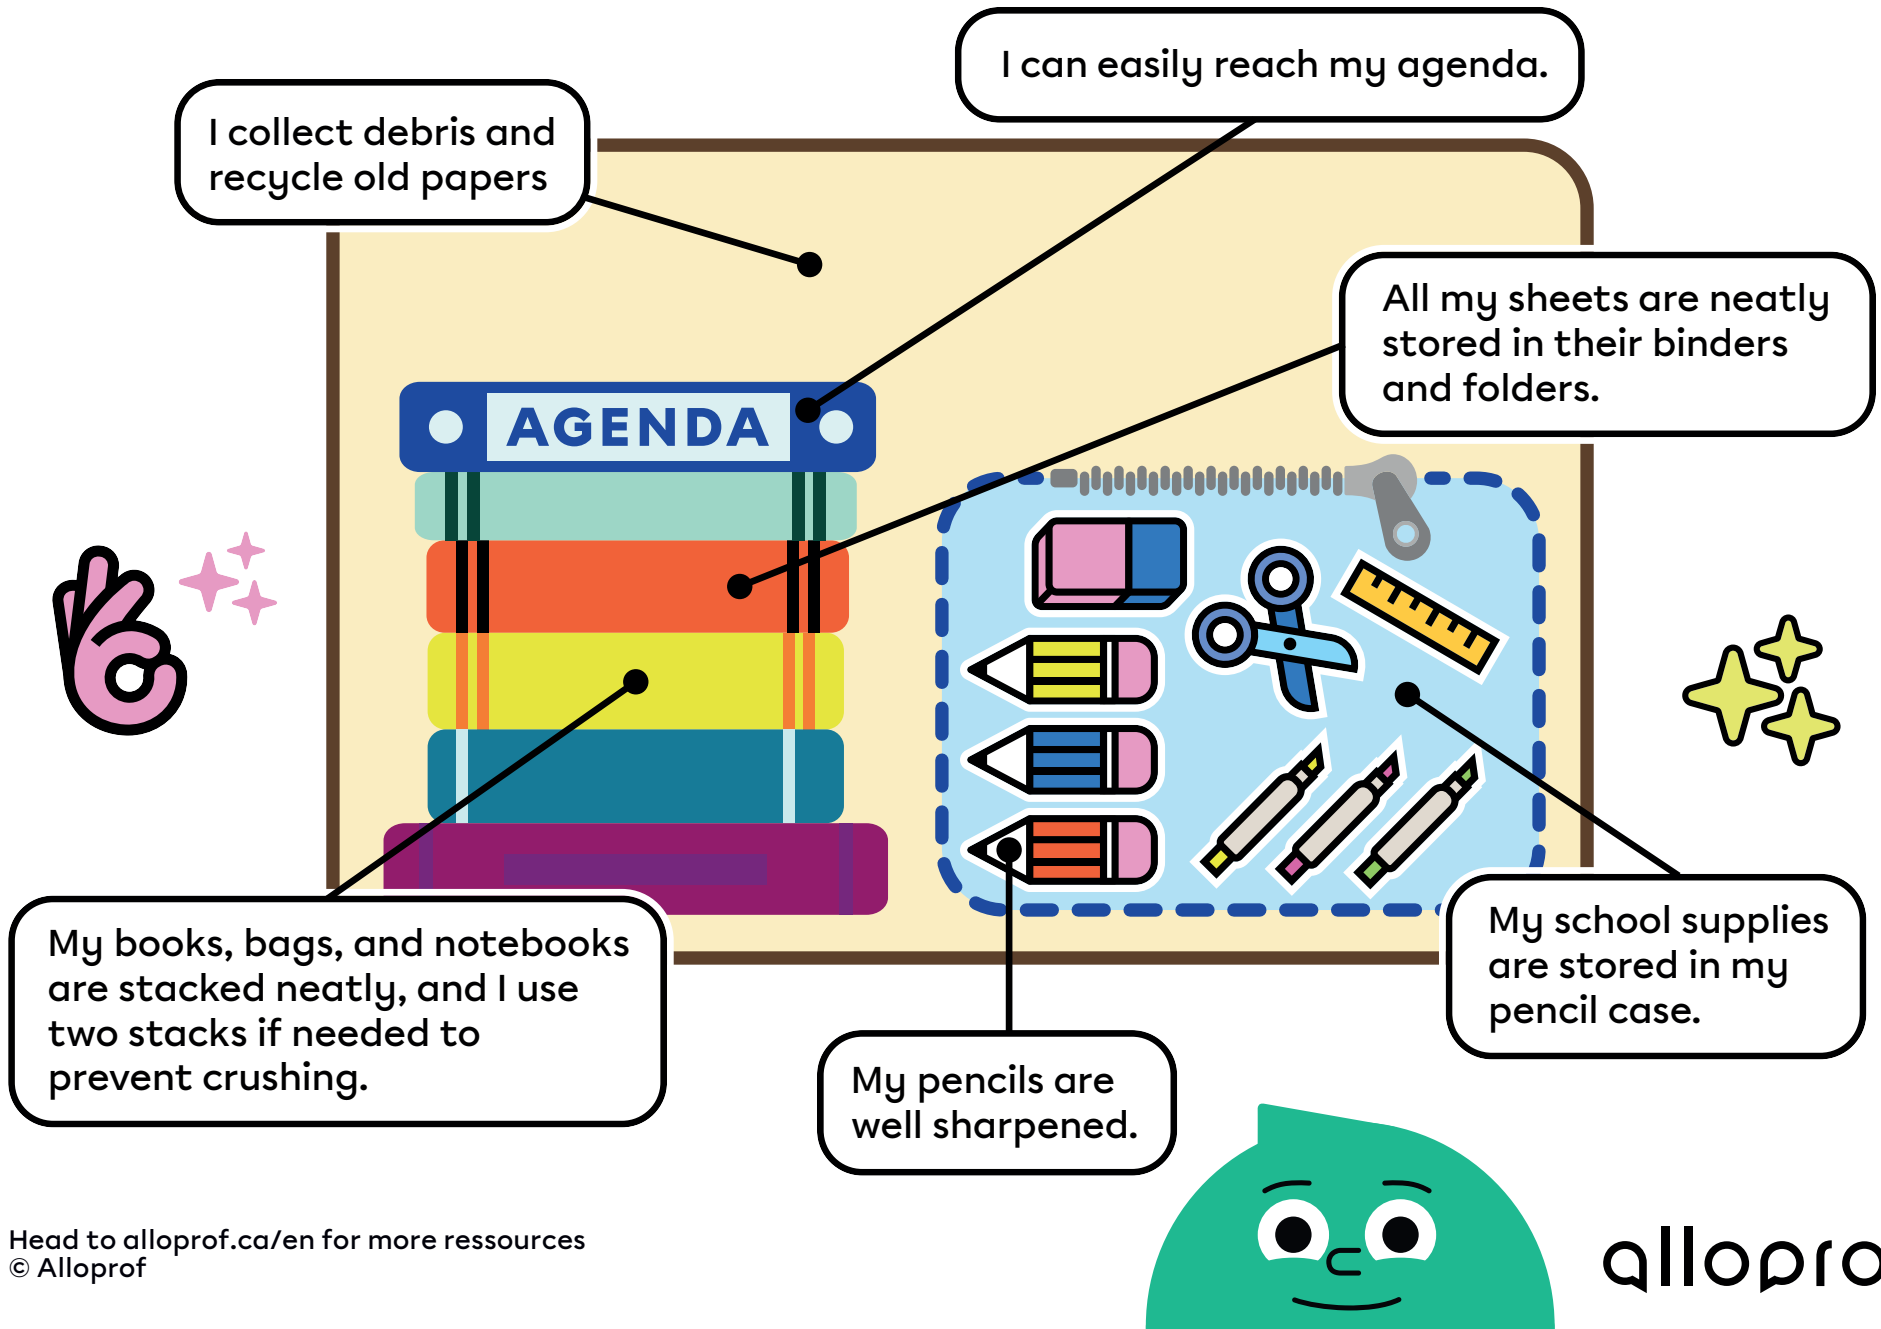 I can easily reach my agenda.
I collect debris and
recycle old papers
All my sheets are neatly
stored in their binders
and folders.
AGENDA
My books, bags, and notebooks
are stacked neatly, and I use
two stacks if needed to
prevent crushing.
My school supplies
are stored in my
pencil case.
My pencils are
well sharpened.
Head to alloprof.ca/en for more ressources
© Alloprof
allopro